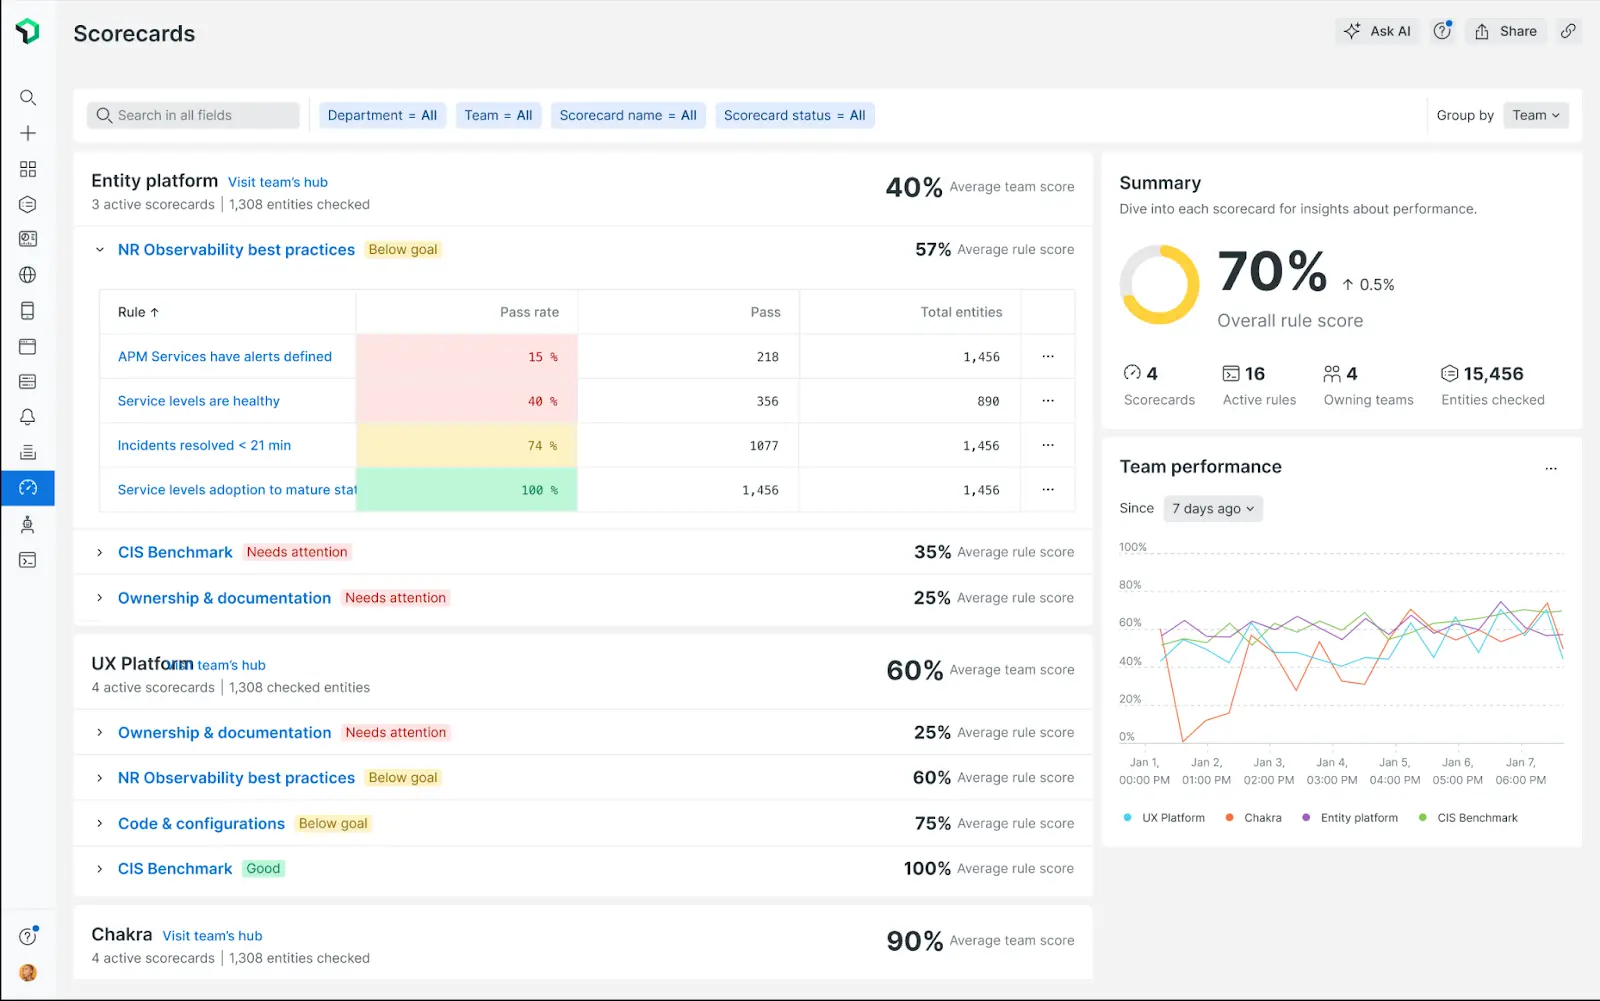 Scorecards
Ask AI
Share
Search in all fields
Department = All
Team = All
Scorecard name = All
Scorecard status = All
Group by
Team
Entity platform Visit team's hub
3 active scorecards | 1,308 entities checked
40% Average team score
NR Observability best practices Below goal
57% Average rule score
Rule ↑ Pass rate Pass Total entities
APM Services have alerts defined 15 % 218 1,456 ...
Service levels are healthy 40 % 356 890 ...
Incidents resolved < 21 min 74 % 1077 1,456 ...
Service levels adoption to mature stat 100 % 1,456 1,456 ...
CIS Benchmark Needs attention
35% Average rule score
Ownership & documentation Needs attention
25% Average rule score
UX Platform Visit team's hub
4 active scorecards | 1,308 checked entities
60% Average team score
Ownership & documentation Needs attention
25% Average rule score
NR Observability best practices Below goal
60% Average rule score
Code & configurations Below goal
75% Average rule score
CIS Benchmark Good
100% Average rule score
Chakra Visit team's hub
4 active scorecards | 1,308 entities checked
90% Average team score
Summary
Dive into each scorecard for insights about performance.
70% ↑ 0.5%
Overall rule score
4 16 4 15,456
Scorecards Active rules Owning teams Entities checked
Team performance
...
Since 7 days ago
100%
80%
60%
40%
20%
0%
Jan 1, Jan 2, Jan 3, Jan 4, Jan 5, Jan 6, Jan 7,
00:00 PM 01:00 PM 02:00 PM 03:00 PM 04:00 PM 05:00 PM 06:00 PM
UX Platform Chakra Entity platform CIS Benchmark